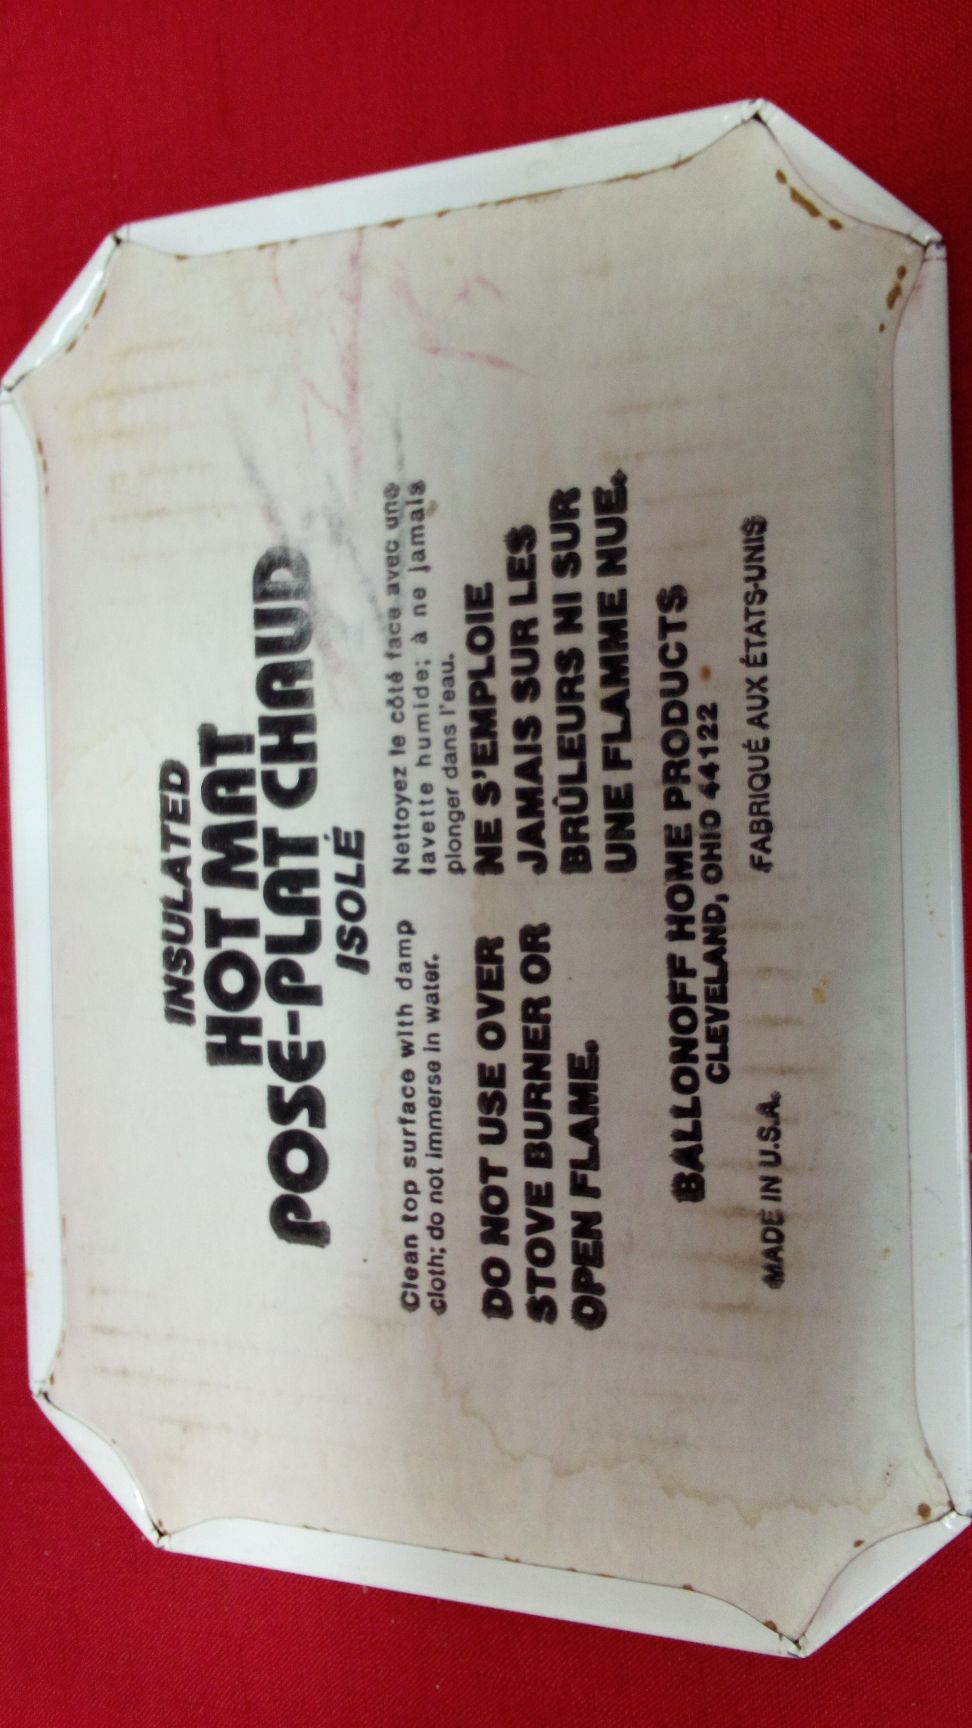 INSULATED
HOT MAT
POSE-PLAT CHAUD
ISOLÉ
Clean top surface with damp
cloth; do not immerse in water.
DO NOT USE OVER
STOVE BURNER OR
OPEN FLAME.
Nettoyez le côté face avec une
lavette humide; à ne jamais
plonger dans l'eau.
NE S'EMPLOIE
JAMAIS SUR LES
BRÛLEURS NI SUR
UNE FLAMME NUE.
BALLONOFF HOME PRODUCTS
CLEVELAND, OHIO 44122
MADE IN U.S.A. FABRIQUÉ AUX ÉTATS-UNIS